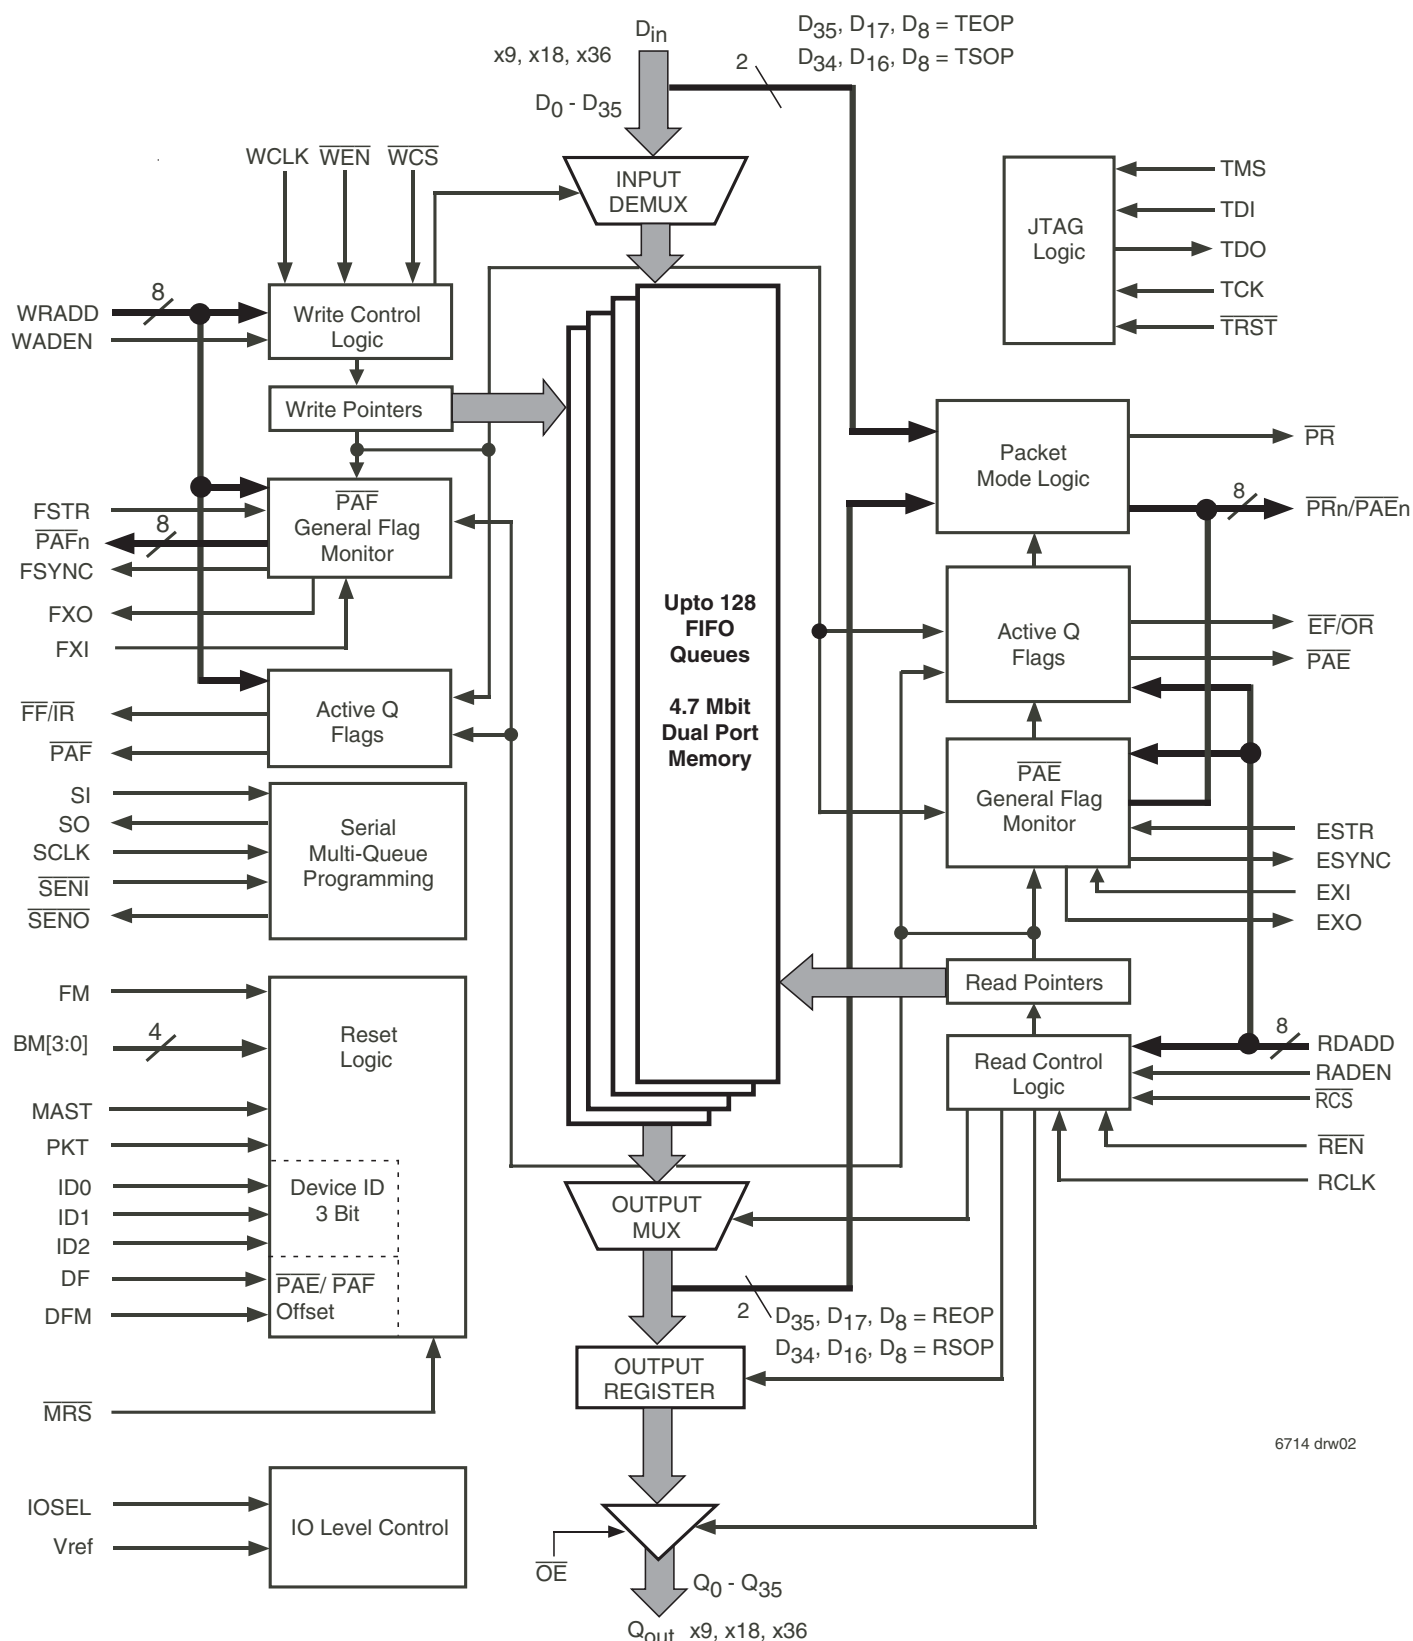 Din
x9, x18, x36
D0 - D35
2
D35, D17, D8 = TEOP
D34, D16, D8 = TSOP
WCLK WEN WCS
INPUT
DEMUX
JTAG
Logic
TMS
TDI
TDO
TCK
TRST
WRADD
8
WADEN
Write Control
Logic
Write Pointers
FSTR
PAFn
8
FSYNC
FXO
FXI
PAF
General Flag
Monitor
FF/IR
PAF
Active Q
Flags
SI
SO
SCLK
SENI
SENO
Serial
Multi-Queue
Programming
Upto 128
FIFO
Queues
4.7 Mbit
Dual Port
Memory
Packet
Mode Logic
PR
8
PRn/PAEn
Active Q
Flags
EF/OR
PAE
PAE
General Flag
Monitor
ESTR
ESYNC
EXI
EXO
Read Pointers
Read Control
Logic
8
RDADD
RADEN
RCS
REN
RCLK
FM
BM[3:0]
4
MAST
PKT
ID0
ID1
ID2
DF
DFM
MRS
Reset
Logic
Device ID
3 Bit
PAE/ PAF
Offset
OUTPUT
MUX
2
D35, D17, D8 = REOP
D34, D16, D8 = RSOP
OUTPUT
REGISTER
6714 drw02
IOSEL
Vref
IO Level Control
OE
Q0 - Q35
Qout x9, x18, x36